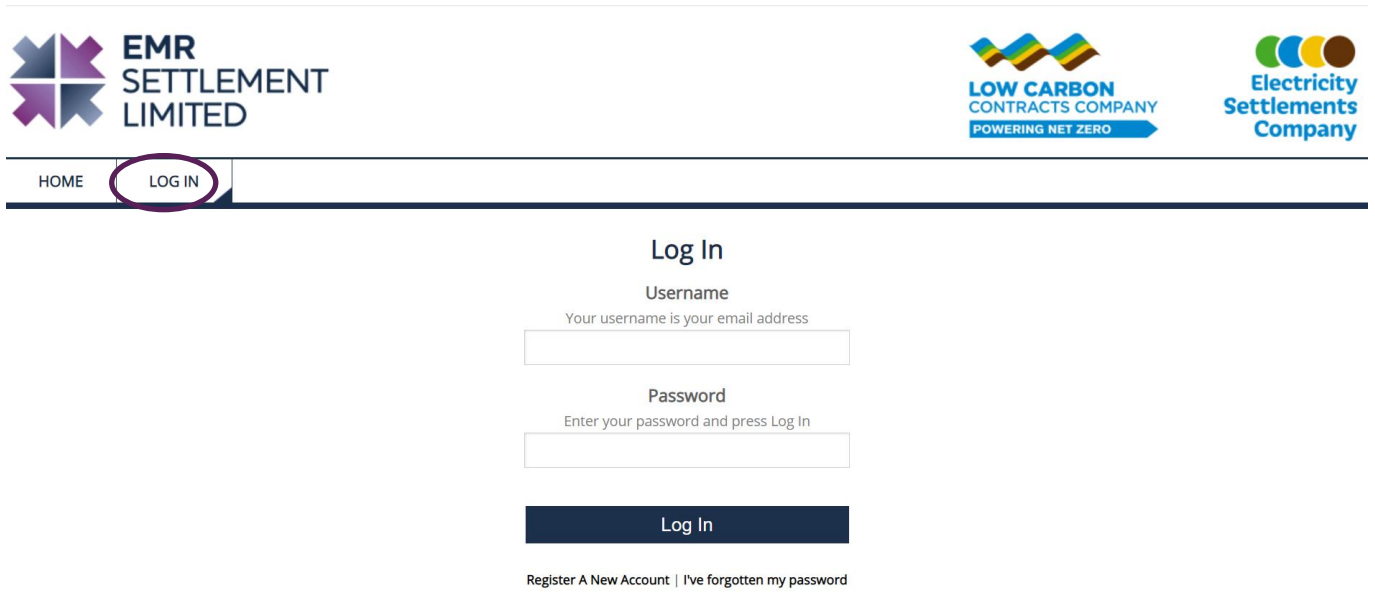 EMR
SETTLEMENT
LIMITED
LOW CARBON
CONTRACTS COMPANY
POWERING NET ZERO
Electricity
Settlements
Company
HOME
LOG IN
Log In
Username
Your username is your email address
Password
Enter your password and press Log In
Log In
Register A New Account | I've forgotten my password